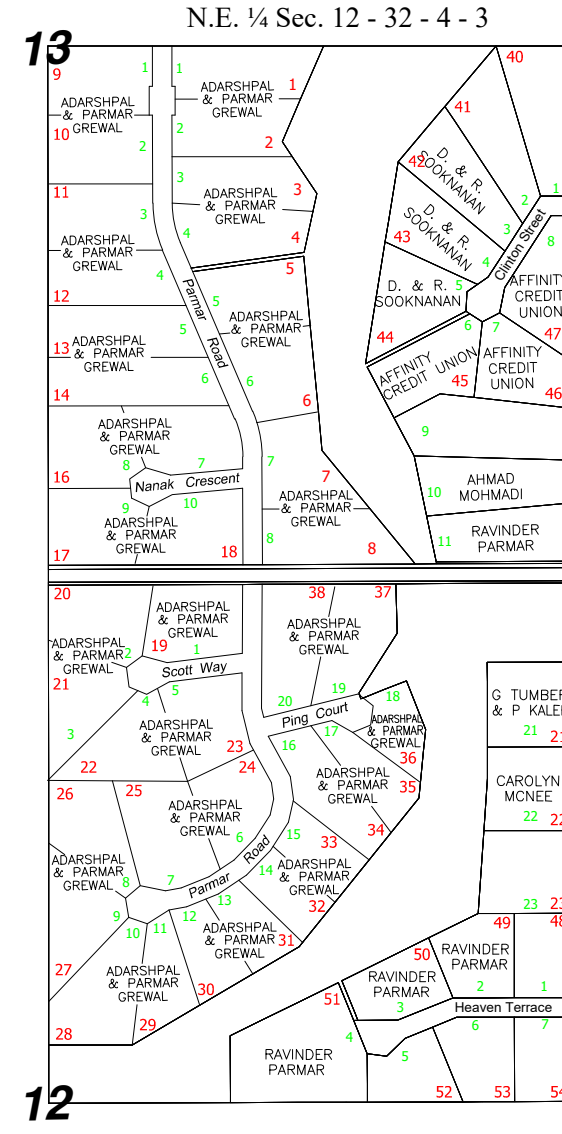 N.E. ¼ Sec. 12 - 32 - 4 - 3
13
9
1
1
40
ADARSHPAL
& PARMAR
GREWAL
ADARSHPAL
& PARMAR
GREWAL
1
10
2
2
2
41
42
D. & R.
SOOKNANAN
11
3
3
3
ADARSHPAL
& PARMAR
GREWAL
4
4
D. & R.
SOOKNANAN
2
1
3
Clinton Street
8
43
4
ADARSHPAL
& PARMAR
GREWAL
4
5
D. & R.
SOOKNANAN
5
AFFINITY
CREDIT
UNION
12
Parmar Road
5
5
ADARSHPAL
& PARMAR
GREWAL
6
7
47
44
13
ADARSHPAL
& PARMAR
GREWAL
AFFINITY
CREDIT UNION
45
AFFINITY
CREDIT
UNION
46
14
6
6
6
ADARSHPAL
& PARMAR
GREWAL
9
8
7
7
7
16
Nanak Crescent
AHMAD
MOHMADI
10
9
10
ADARSHPAL
& PARMAR
GREWAL
ADARSHPAL
& PARMAR
GREWAL
RAVINDER
PARMAR
11
17
18
8
8
20
ADARSHPAL
& PARMAR
GREWAL
38
37
ADARSHPAL
& PARMAR
GREWAL
19
1
ADARSHPAL
& PARMAR
GREWAL
2
Scott Way
21
4
5
20
19
18
Ping Court
G TUMBER
& P KALE
21
21
3
ADARSHPAL
& PARMAR
GREWAL
23
16
17
ADARSHPAL
& PARMAR
GREWAL
36
22
24
26
25
ADARSHPAL
& PARMAR
GREWAL
35
CAROLYN
MCNEE
22
22
ADARSHPAL
& PARMAR
GREWAL
6
15
34
33
Parmar Road
ADARSHPAL
& PARMAR
GREWAL
8
7
14
ADARSHPAL
& PARMAR
GREWAL
32
9
10
11
12
13
23
23
49
48
ADARSHPAL
& PARMAR
GREWAL
31
50
RAVINDER
PARMAR
27
ADARSHPAL
& PARMAR
GREWAL
30
51
RAVINDER
PARMAR
3
2
1
Heaven Terrace
28
29
4
5
6
7
RAVINDER
PARMAR
52
53
54
12